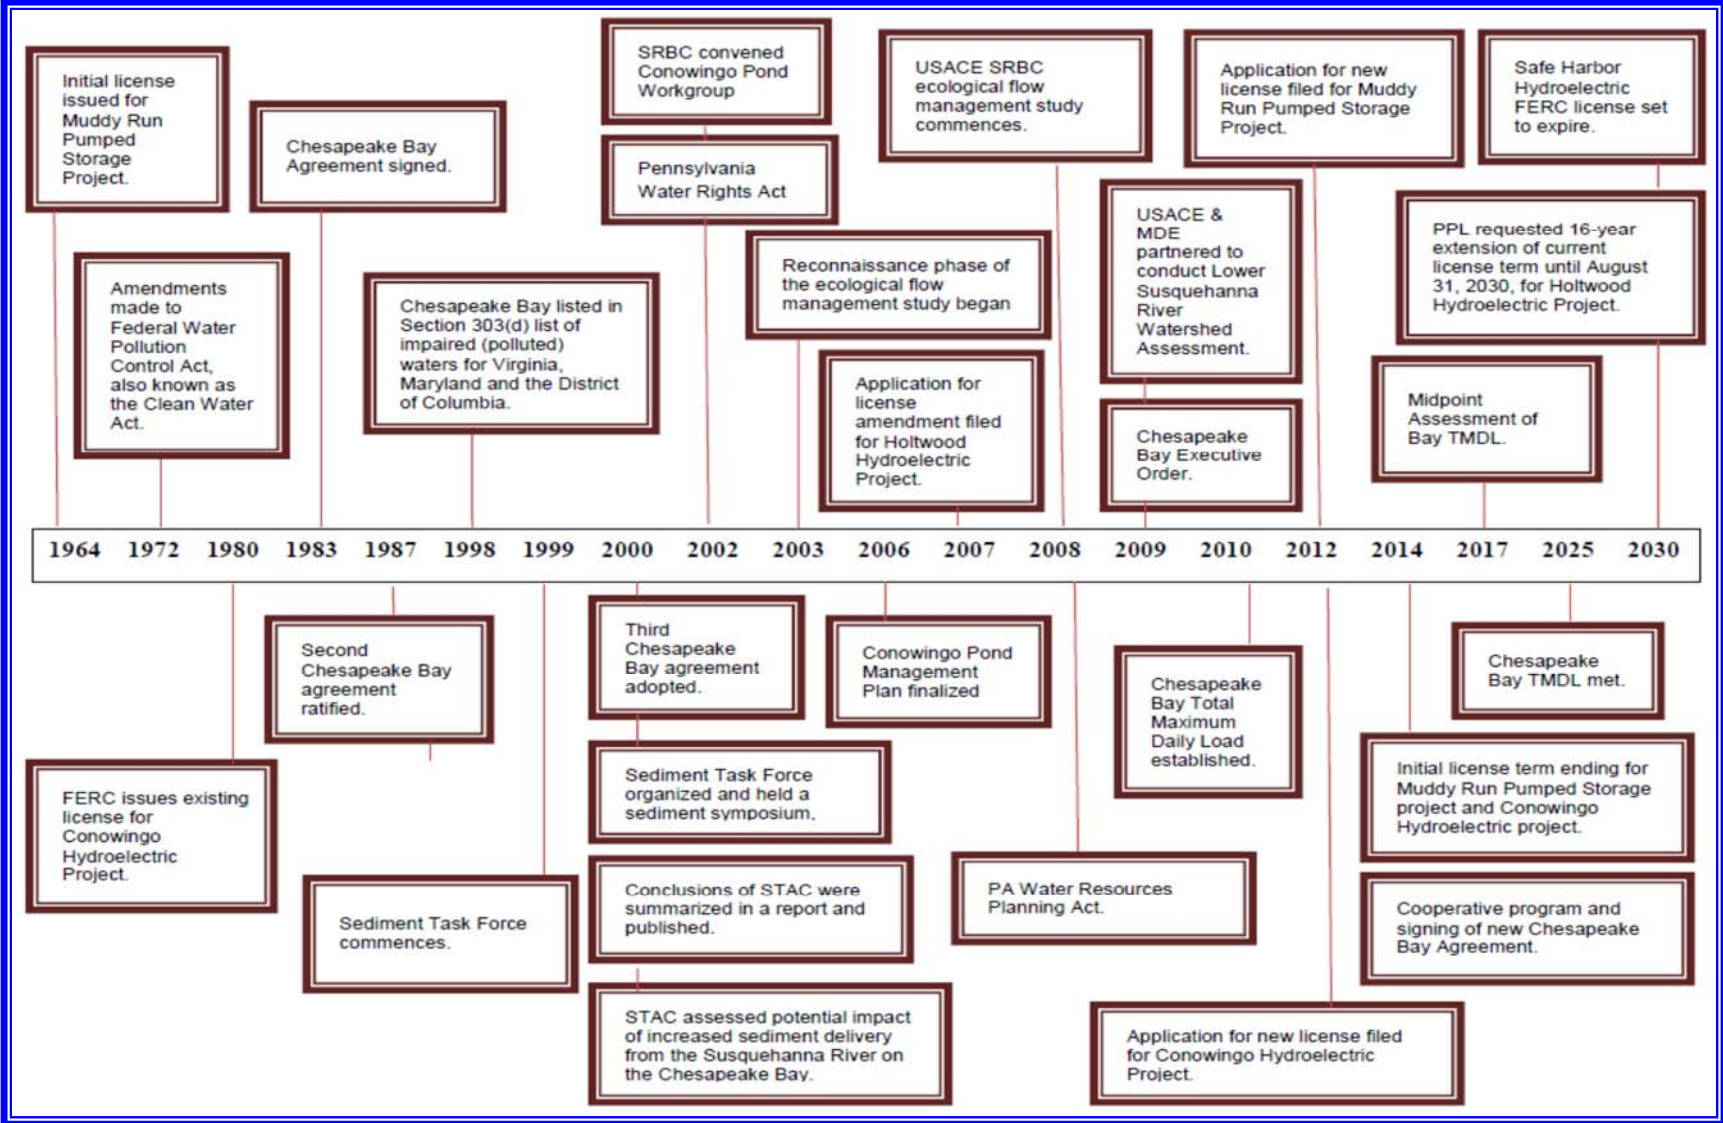 Initial license
issued for
Muddy Run
Pumped
Storage
Project.
Chesapeake Bay
Agreement signed.
SRBC convened
Conowingo Pond
Workgroup
Pennsylvania
Water Rights Act
USACE SRBC
ecological flow
management study
commences.
Application for new
license filed for Muddy
Run Pumped Storage
Project.
Safe Harbor
Hydroelectric
FERC license set
to expire.
Amendments
made to
Federal Water
Pollution
Control Act,
also known as
the Clean Water
Act.
Chesapeake Bay listed in
Section 303(d) list of
impaired (polluted)
waters for Virginia,
Maryland and the District
of Columbia.
Reconnaissance phase of
the ecological flow
management study began
Application for
license
amendment filed
for Holtwood
Hydroelectric
Project.
USACE &
MDE
partnered to
conduct Lower
Susquehanna
River
Watershed
Assessment.
Chesapeake
Bay Executive
Order.
PPL requested 16-year
extension of current
license term until August
31, 2030, for Holtwood
Hydroelectric Project.
Midpoint
Assessment of
Bay TMDL.
1964 1972 1980 1983 1987 1998 1999 2000 2002 2003 2006 2007 2008 2009 2010 2012 2014 2017 2025 2030
FERC issues existing
license for
Conowingo
Hydroelectric
Project.
Second
Chesapeake Bay
agreement
ratified.
Sediment Task Force
commences.
Third
Chesapeake
Bay agreement
adopted.
Sediment Task Force
organized and held a
sediment symposium.
Conclusions of STAC were
summarized in a report and
published.
STAC assessed potential impact
of increased sediment delivery
from the Susquehanna River on
the Chesapeake Bay.
Conowingo Pond
Management
Plan finalized
PA Water Resources
Planning Act.
Chesapeake
Bay Total
Maximum
Daily Load
established.
Application for new license filed
for Conowingo Hydroelectric
Project.
Chesapeake
Bay TMDL met.
Initial license term ending for
Muddy Run Pumped Storage
project and Conowingo
Hydroelectric project.
Cooperative program and
signing of new Chesapeake
Bay Agreement.